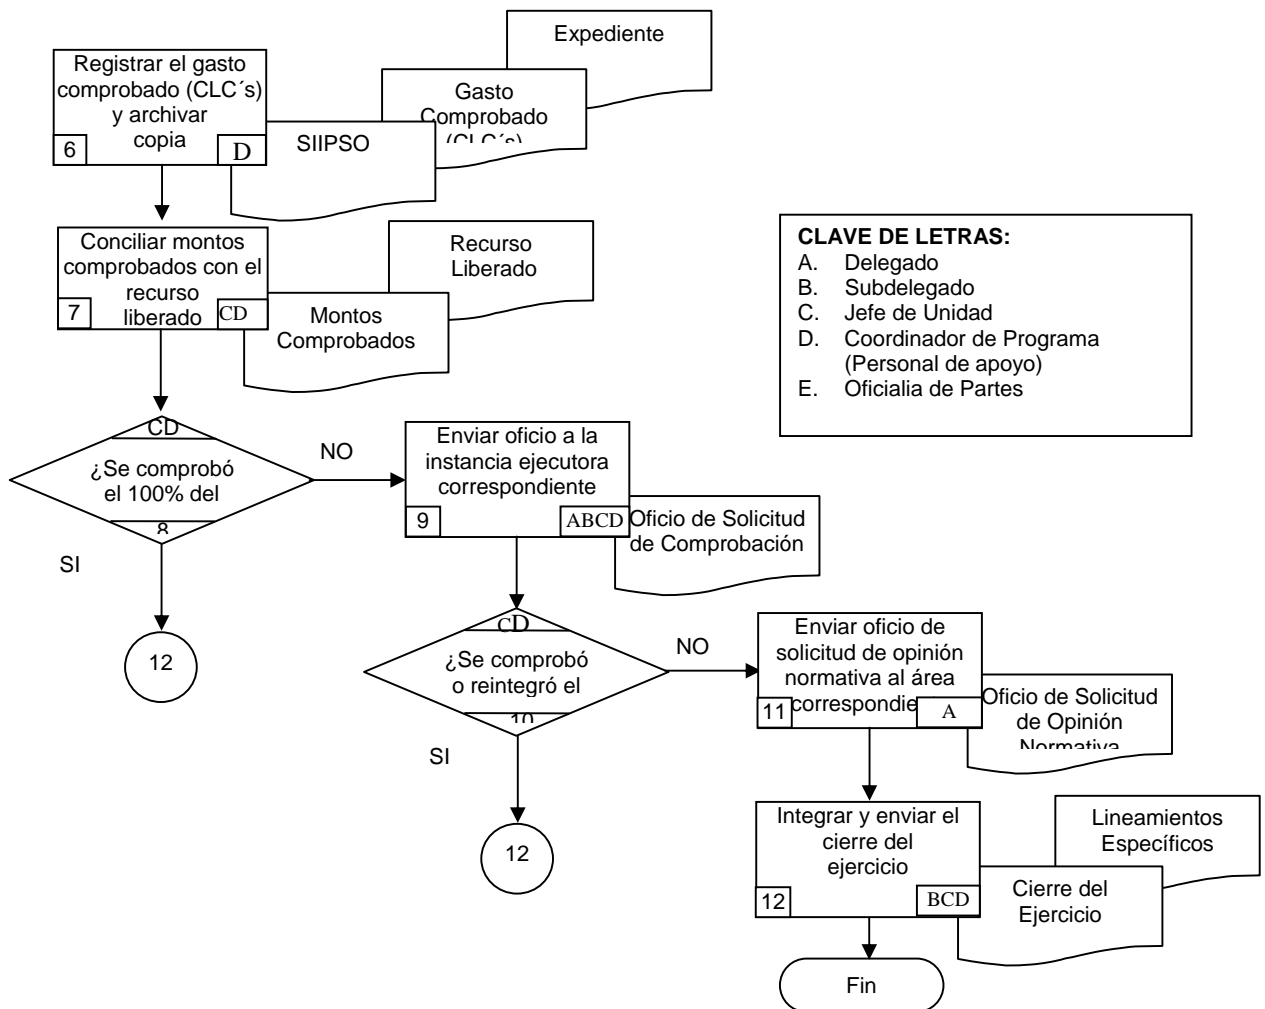 Expediente
Registrar el gasto
comprobado (CLC´s)
y archivar
copia
6
D
SIIPSO
Gasto
Comprobado
(CLC´s)
Conciliar montos
comprobados con el
recurso
liberado
7
CD
Montos
Comprobados
Recurso
Liberado
CLAVE DE LETRAS:
A. Delegado
B. Subdelegado
C. Jefe de Unidad
D. Coordinador de Programa
(Personal de apoyo)
E. Oficialia de Partes
CD
¿Se comprobó
el 100% del
8
NO
SI
12
Enviar oficio a la
instancia ejecutora
correspondiente
9
ABCD
Oficio de Solicitud
de Comprobación
CD
¿Se comprobó
o reintegró el
10
NO
SI
12
Enviar oficio de
solicitud de opinión
normativa al área
correspondie
11
A
Oficio de Solicitud
de Opinión
Normativa
Integrar y enviar el
cierre del
ejercicio
12
BCD
Cierre del
Ejercicio
Lineamientos
Específicos
Fin